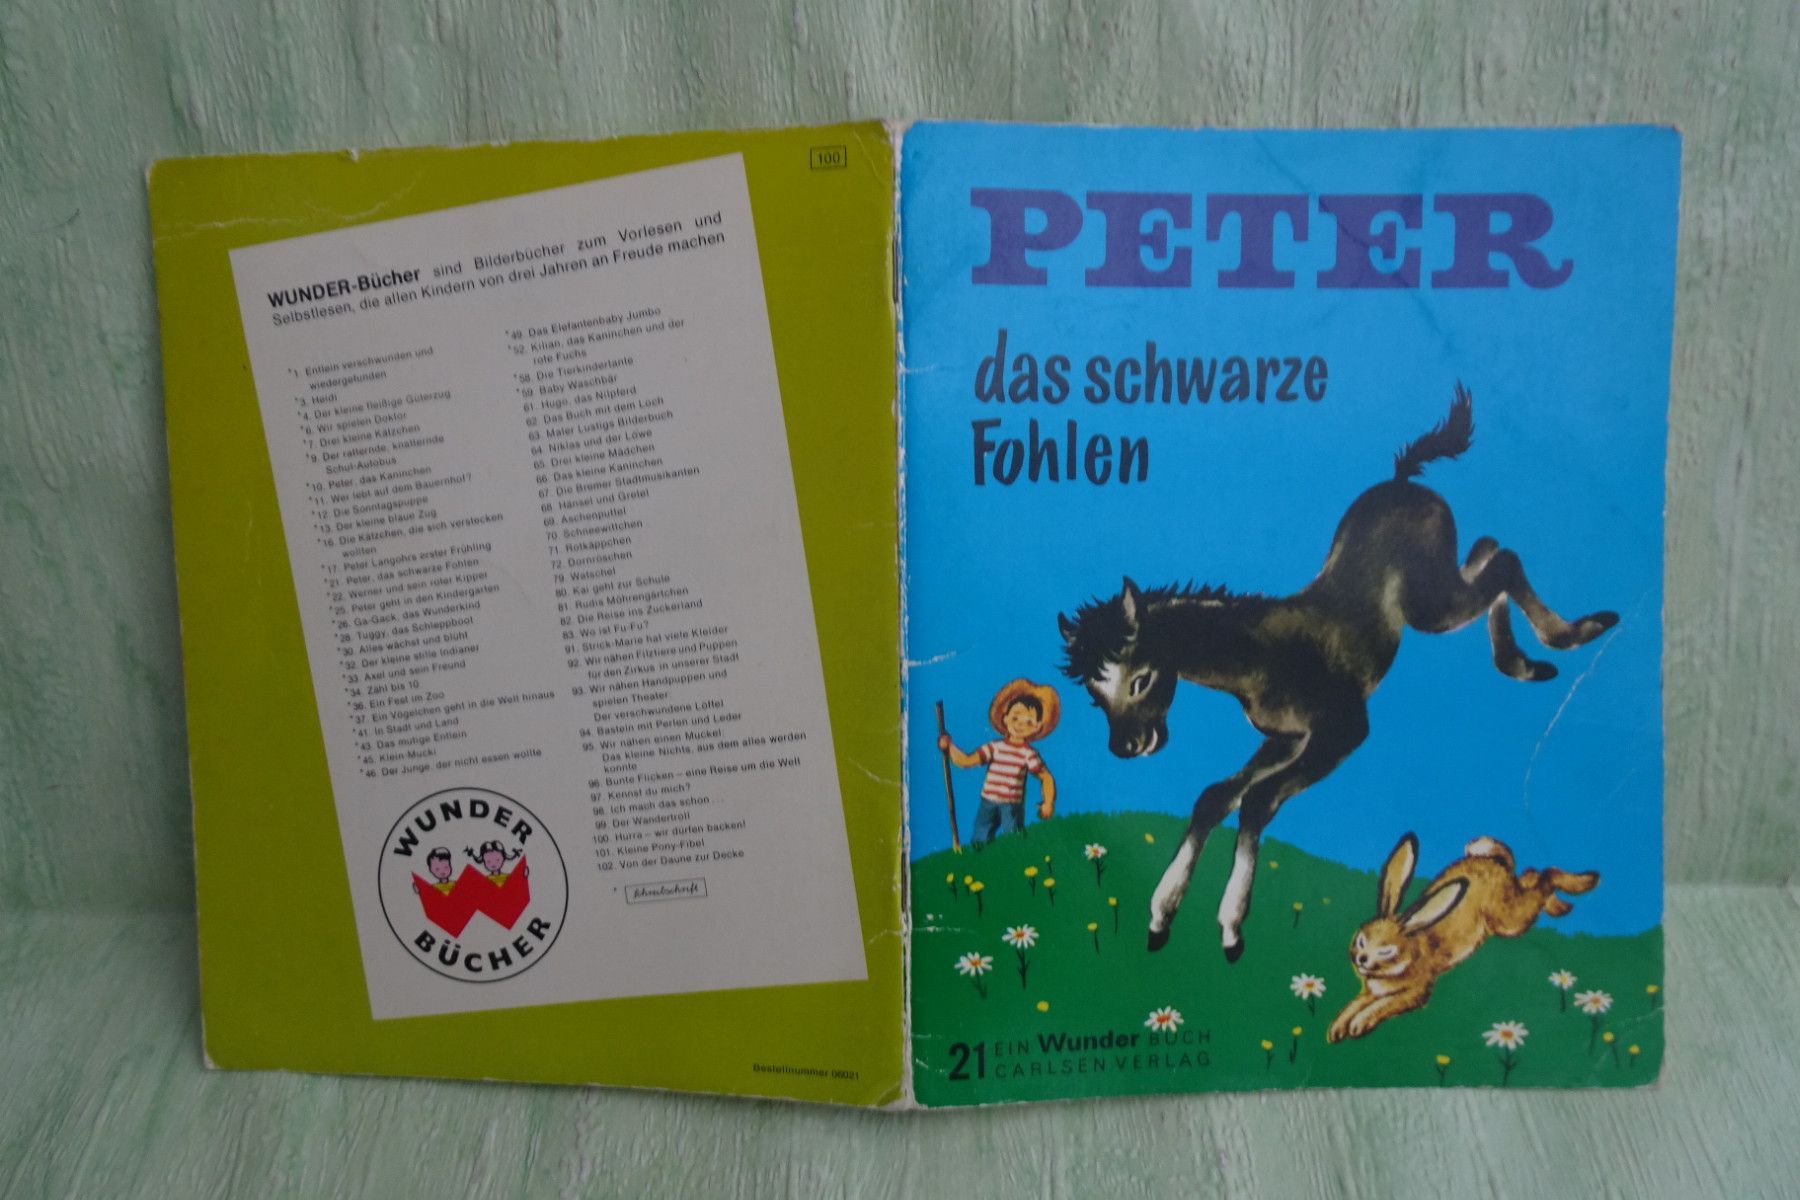 100
WUNDER-Bücher sind Bilderbücher zum Vorlesen und
Selbstlesen, die allen Kindern von drei Jahren an Freude machen
*1. Entlein verschwunden und
wiedergefunden
*3. Heidi
*4. Der kleine fleißige Güterzug
*6. Wir spielen Doktor
*7. Drei kleine Kätzchen
*9. Der ratternde, knatternde
Schul-Autobus
*10. Peter, das Kaninchen
*11. Wer lebt auf dem Bauernhof?
*12. Die Sonntagspuppe
*13. Der kleine blaue Zug
*16. Die Kätzchen, die sich verstecken
wollten
*17. Peter Langohrs erster Frühling
*21. Peter, das schwarze Fohlen
*22. Werner und sein roter Kipper
*25. Peter geht in den Kindergarten
*26. Ga-Gack, das Wunderkind
*28. Tuggy, das Schleppboot
*30. Alles wächst und blüht
*32. Der kleine stille Indianer
*33. Axel und sein Freund
*34. Zähl bis 10
*36. Ein Fest im Zoo
*37. Ein Vögelchen geht in die Welt hinaus
*41. In Stadt und Land
*43. Das mutige Entlein
*45. Klein-Mucki
*46. Der Junge, der nicht essen wollte
*49. Das Elefantenbaby Jumbo
*52. Kilian, das Kaninchen und der
rote Fuchs
*58. Die Tierkindertante
*59. Baby Waschbär
61. Hugo, das Nilpferd
62. Das Buch mit dem Loch
63. Maler Lustigs Bilderbuch
64. Niklas und der Löwe
65. Drei kleine Mädchen
66. Das kleine Kaninchen
67. Die Bremer Stadtmusikanten
68. Hänsel und Gretel
69. Aschenputtel
70. Schneewittchen
71. Rotkäppchen
72. Dornröschen
79. Watschel
80. Kai geht zur Schule
81. Rudis Möhrengärtchen
82. Die Reise ins Zuckerland
83. Wo ist Fu-Fu?
91. Strick-Marie hat viele Kleider
92. Wir nähen Filztiere und Puppen
für den Zirkus in unserer Stadt
93. Wir nähen Handpuppen und
spielen Theater:
Der verschwundene Löffel
94. Basteln mit Perlen und Leder
95. Wir nähen einen Muckel:
Das kleine Nichts, aus dem alles werden
konnte
96. Bunte Flicken – eine Reise um die Welt
97. Kennst du mich?
98. Ich mach das schon...
99. Der Wandertroll
100. Hurra – wir dürfen backen!
101. Kleine Pony-Fibel
102. Von der Daune zur Decke
* Schreibschrift
WUNDER
BÜCHER
Bestellnummer 06021
PETER
das schwarze
Fohlen
21 EIN Wunder BUCH
CARLSEN VERLAG